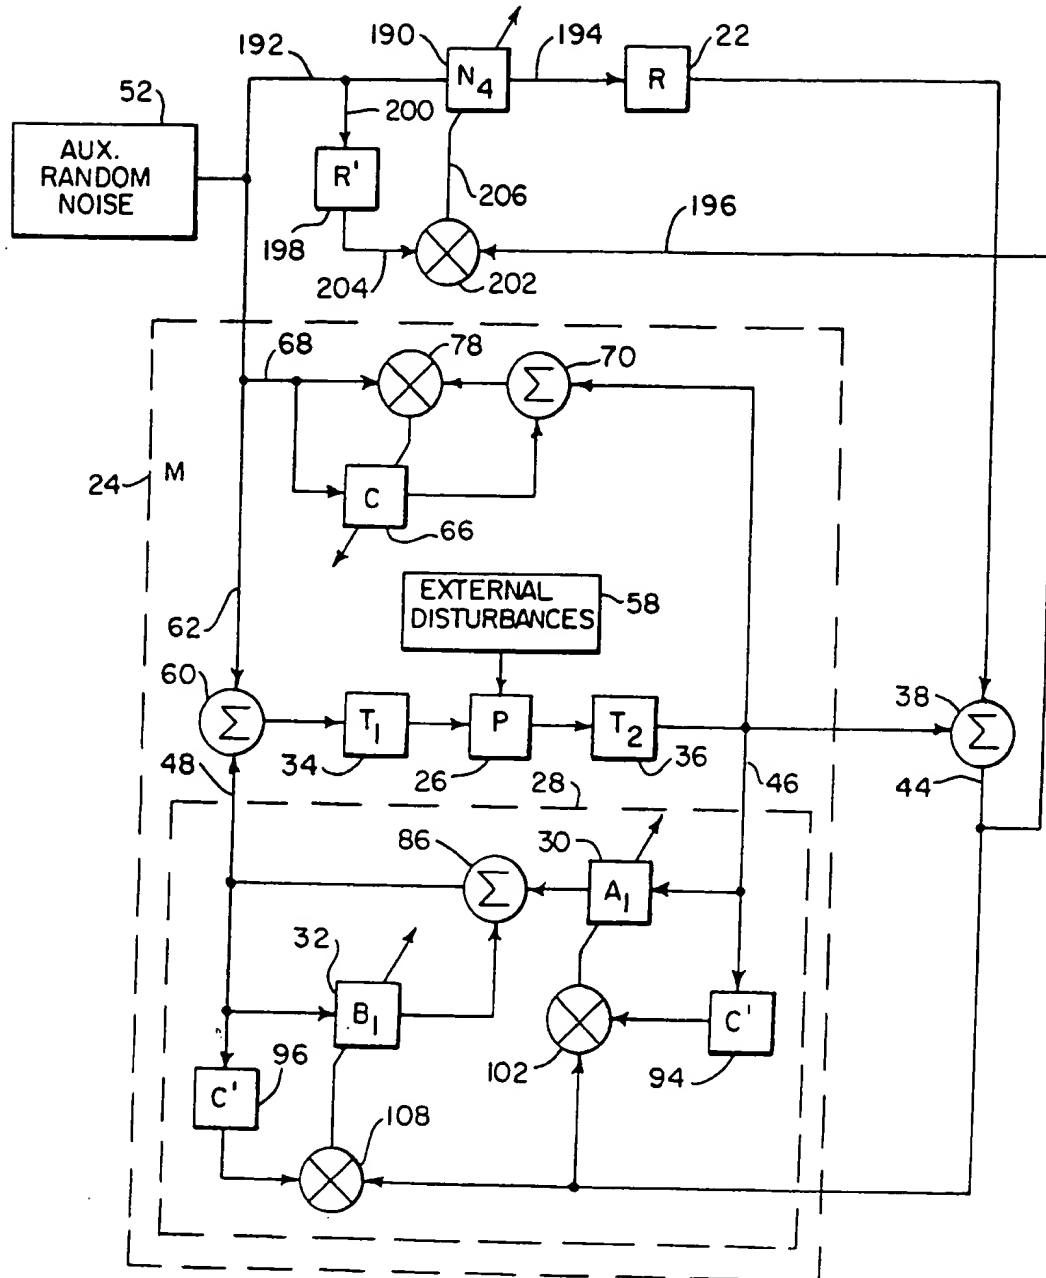 190
194
22
192
N4
R
52
200
AUX.
RANDOM
NOISE
R'
206
196
198
204
202
68
78
70
24
M
C
66
EXTERNAL
DISTURBANCES
58
62
60
Σ
T1
P
T2
38
Σ
34
26
36
48
28
46
44
86
30
Σ
A1
32
B1
C'
96
102
C'
94
108
Σ